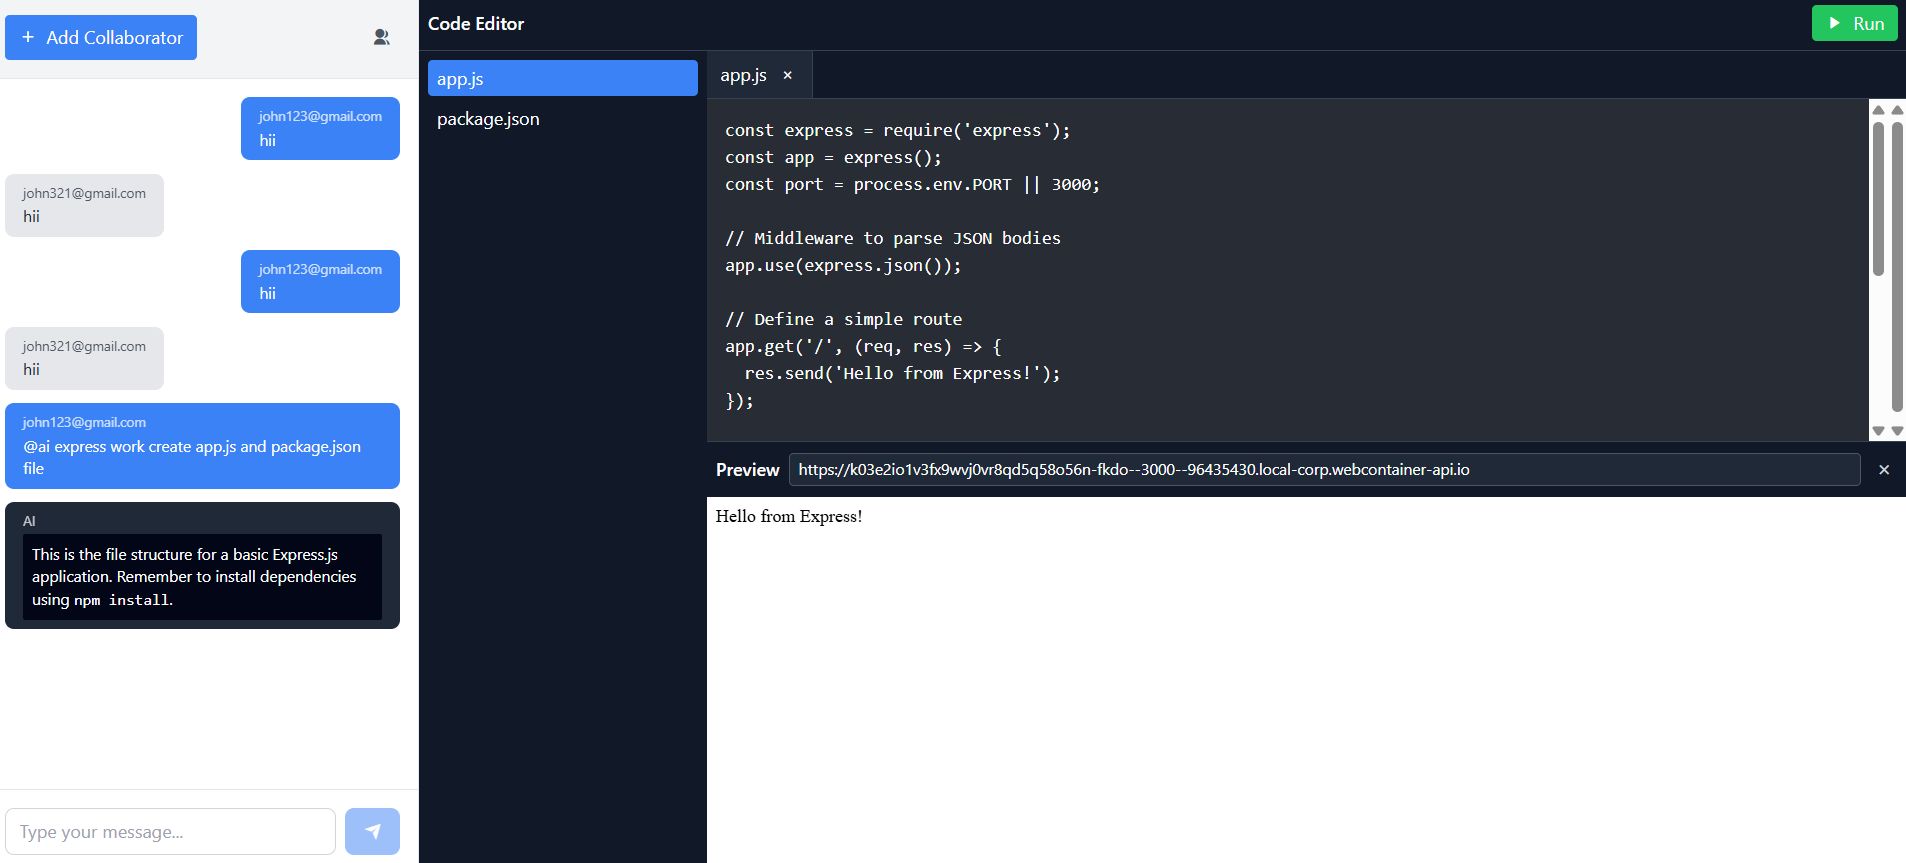 + Add Collaborator
john123@gmail.com
hii
john321@gmail.com
hii
john123@gmail.com
hii
john321@gmail.com
hii
john123@gmail.com
@ai express work create app.js and package.json
file
AI
This is the file structure for a basic Express.js
application. Remember to install dependencies
using npm install.
Type your message...
Code Editor
Run
app.js
package.json
app.js ×
const express = require('express');
const app = express();
const port = process.env.PORT || 3000;
// Middleware to parse JSON bodies
app.use(express.json());
// Define a simple route
app.get('/', (req, res) => {
  res.send('Hello from Express!');
});
Preview https://k03e2io1v3fx9wvj0vr8qd5q58o56n-fkdo--3000--96435430.local-corp.webcontainer-api.io ×
Hello from Express!